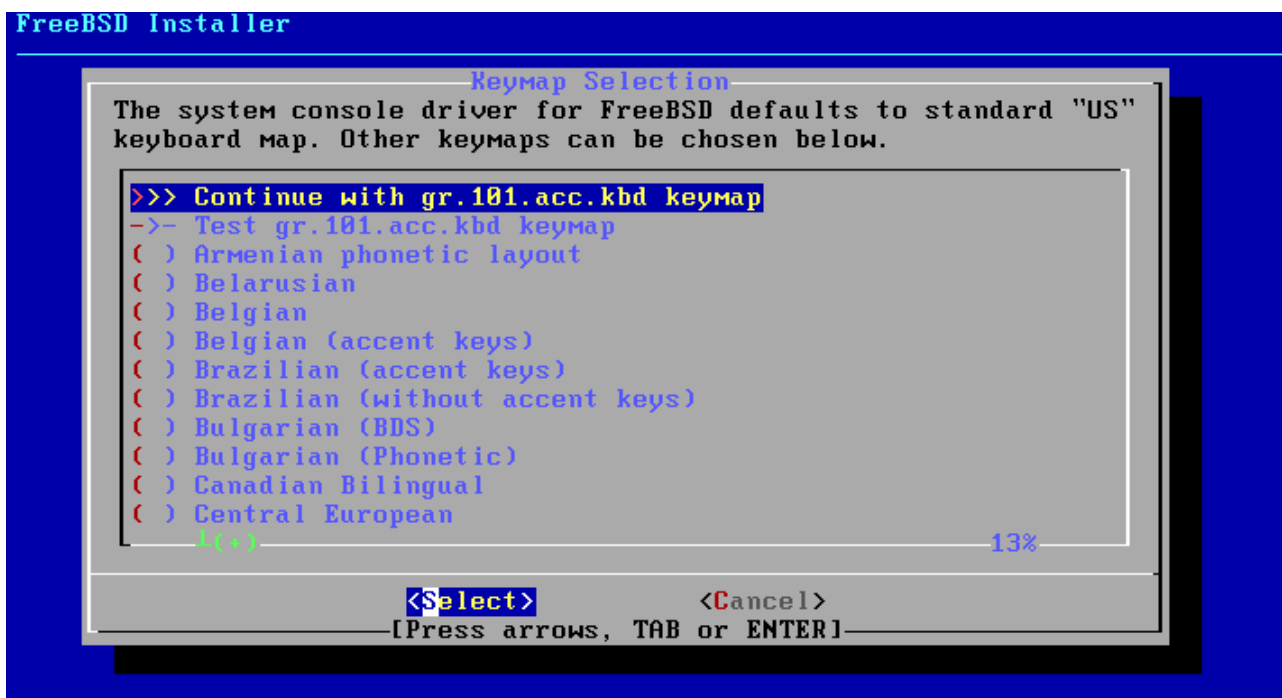 FreeBSD Installer
Keymap Selection
The system console driver for FreeBSD defaults to standard "US"
keyboard map. Other keymaps can be chosen below.
>>> Continue with gr.101.acc.kbd keymap
->- Test gr.101.acc.kbd keymap
( ) Armenian phonetic layout
( ) Belarusian
( ) Belgian
( ) Belgian (accent keys)
( ) Brazilian (accent keys)
( ) Brazilian (without accent keys)
( ) Bulgarian (BDS)
( ) Bulgarian (Phonetic)
( ) Canadian Bilingual
( ) Central European
┴(+) 13%
<Select> <Cancel>
[Press arrows, TAB or ENTER]